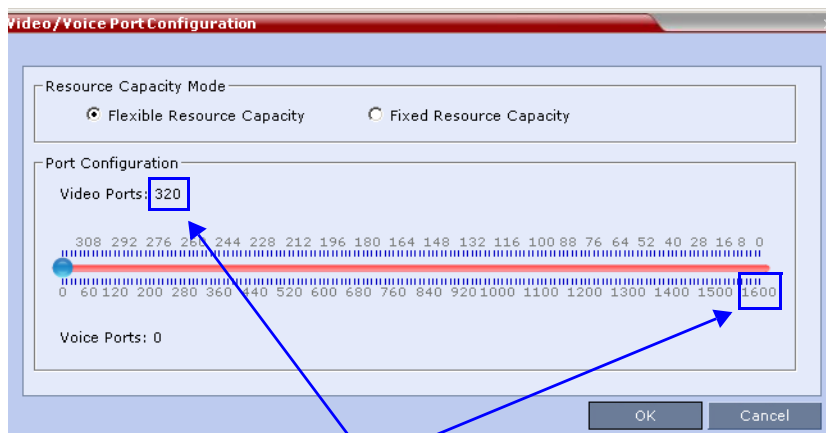 Video/Voice Port Configuration
Resource Capacity Mode
Flexible Resource Capacity Fixed Resource Capacity
Port Configuration
Video Ports: 320
308 292 276 260 244 228 212 196 180 164 148 132 116 100 88 76 64 52 40 28 16 8 0
0 60 120 200 280 360 440 520 600 680 760 840 920 1000 1100 1200 1300 1400 1500 1600
Voice Ports: 0
OK Cancel